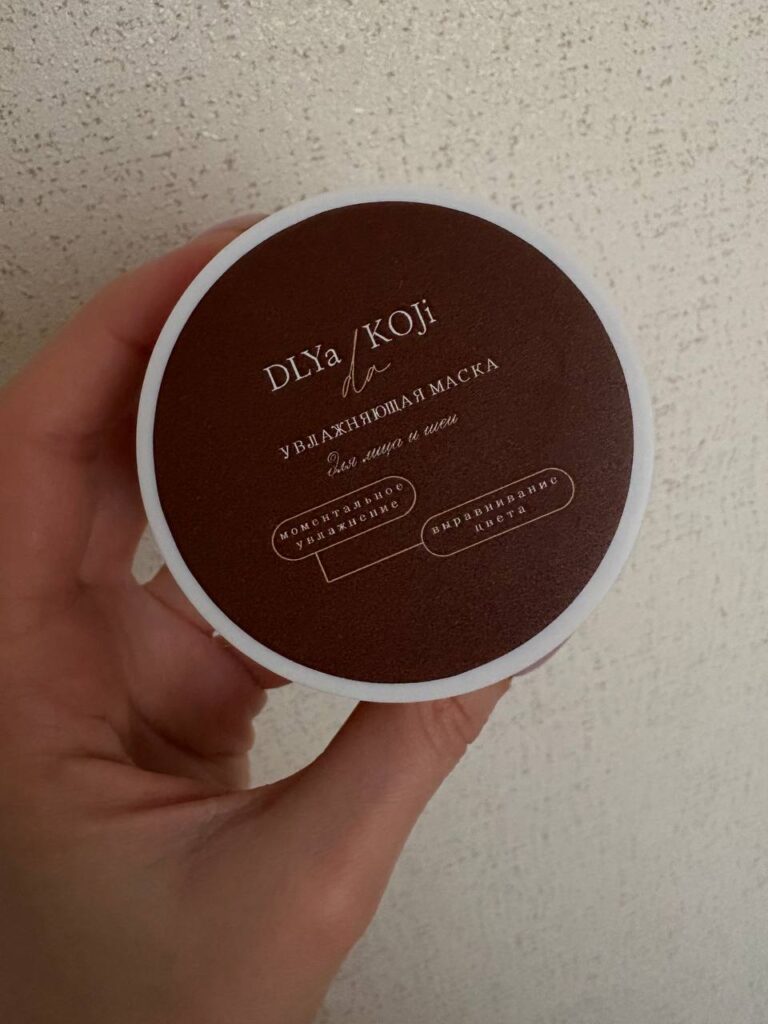 DLYa KOJi
da
УВЛАЖНЯЮЩАЯ МАСКА
для лица и шеи
моментальное
увлажнение
выравнивание
цвета